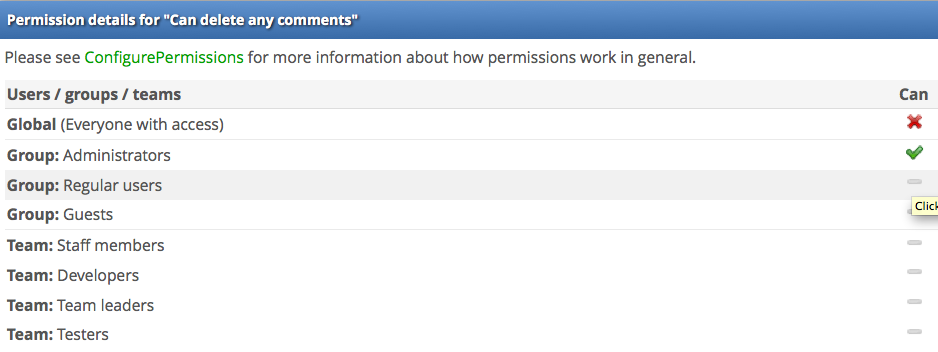 Permission details for "Can delete any comments"
Please see ConfigurePermissions for more information about how permissions work in general.
Users / groups / teams Can
Global (Everyone with access)
Group: Administrators
Group: Regular users
Click
Group: Guests
Team: Staff members
Team: Developers
Team: Team leaders
Team: Testers